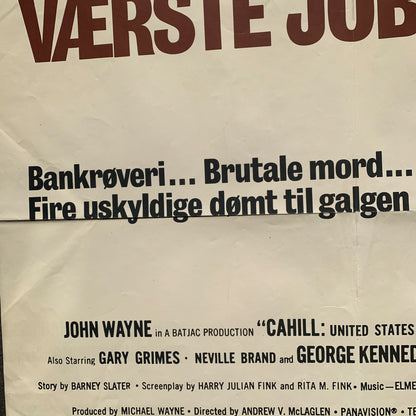 VÆRSTE JOB
Bankrøveri... Brutale mord...
Fire uskyldige dømt til galgen
JOHN WAYNE in A BATJAC PRODUCTION "CAHILL: UNITED STATES
Also Starring GARY GRIMES • NEVILLE BRAND and GEORGE KENNED
Story by BARNEY SLATER • Screenplay by HARRY JULIAN FINK and RITA M. FINK • Music—ELME
Produced by MICHAEL WAYNE • Directed by ANDREW V. McLAGLEN • PANAVISION® • TE